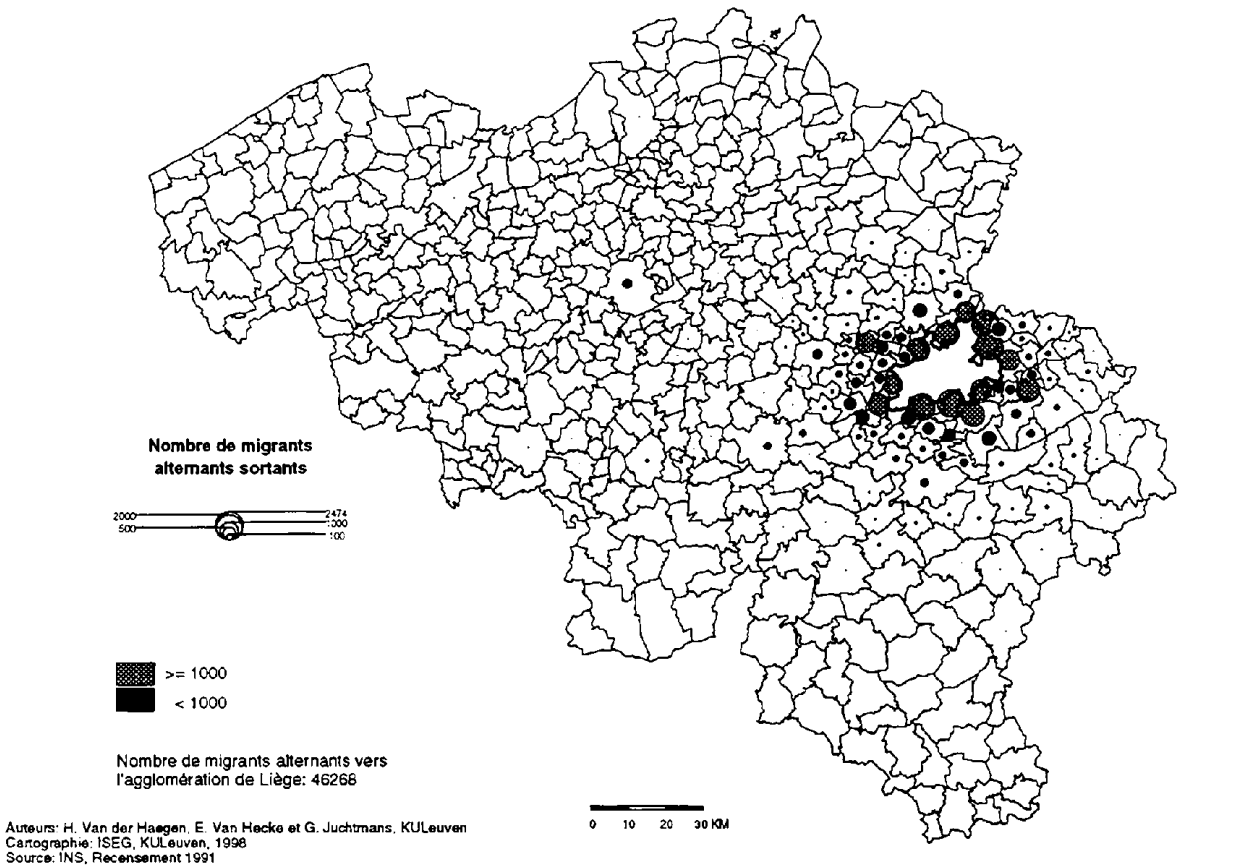 Nombre de migrants
alternants sortants
2000 2474
1000
500 100
>= 1000
< 1000
Nombre de migrants alternants vers
l'agglomération de Liège: 46268
0 10 20 30 KM
Auteurs: H. Van der Haegen, E. Van Hecke et G. Juchtmans, KULeuven
Cartographie: ISEG, KULeuven, 1998
Source: INS, Recensement 1991